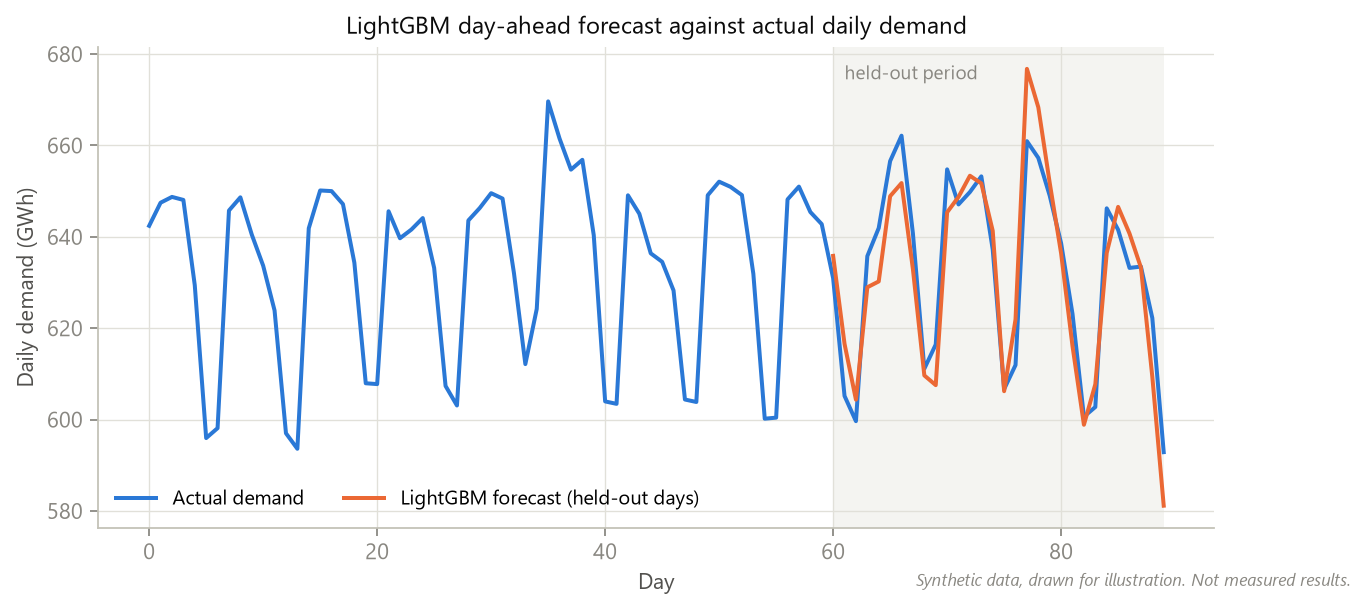 LightGBM day-ahead forecast against actual daily demand
680
660
640
620
600
580
Daily demand (GWh)
held-out period
Actual demand
LightGBM forecast (held-out days)
0
20
40
60
80
Day
Synthetic data, drawn for illustration. Not measured results.